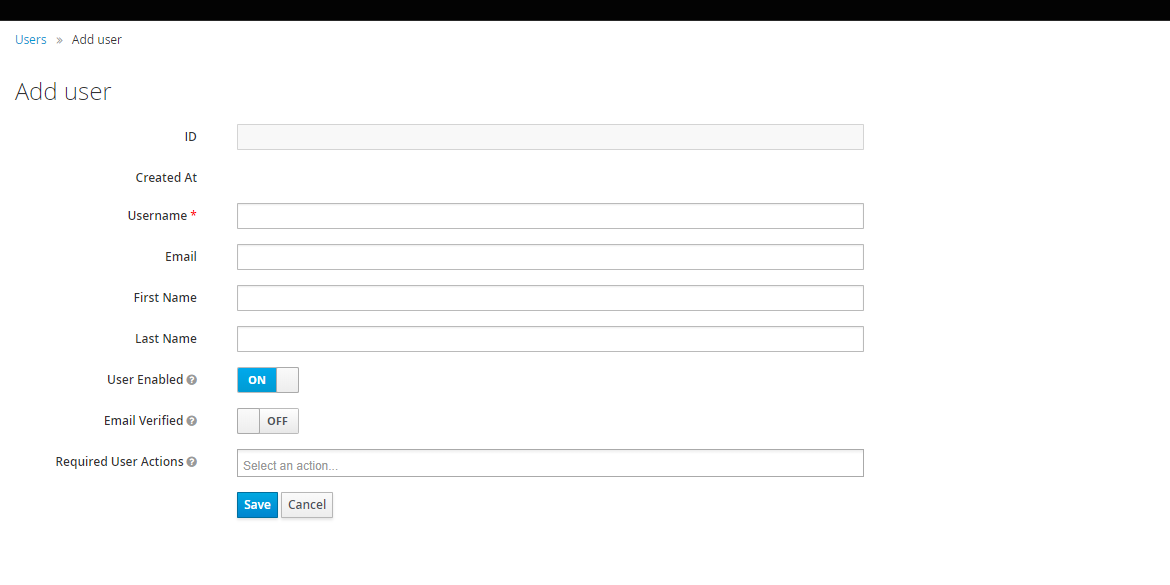 Users » Add user
Add user
ID
Created At
Username *
Email
First Name
Last Name
User Enabled ?
ON
Email Verified ?
OFF
Required User Actions ?
Select an action...
Save Cancel